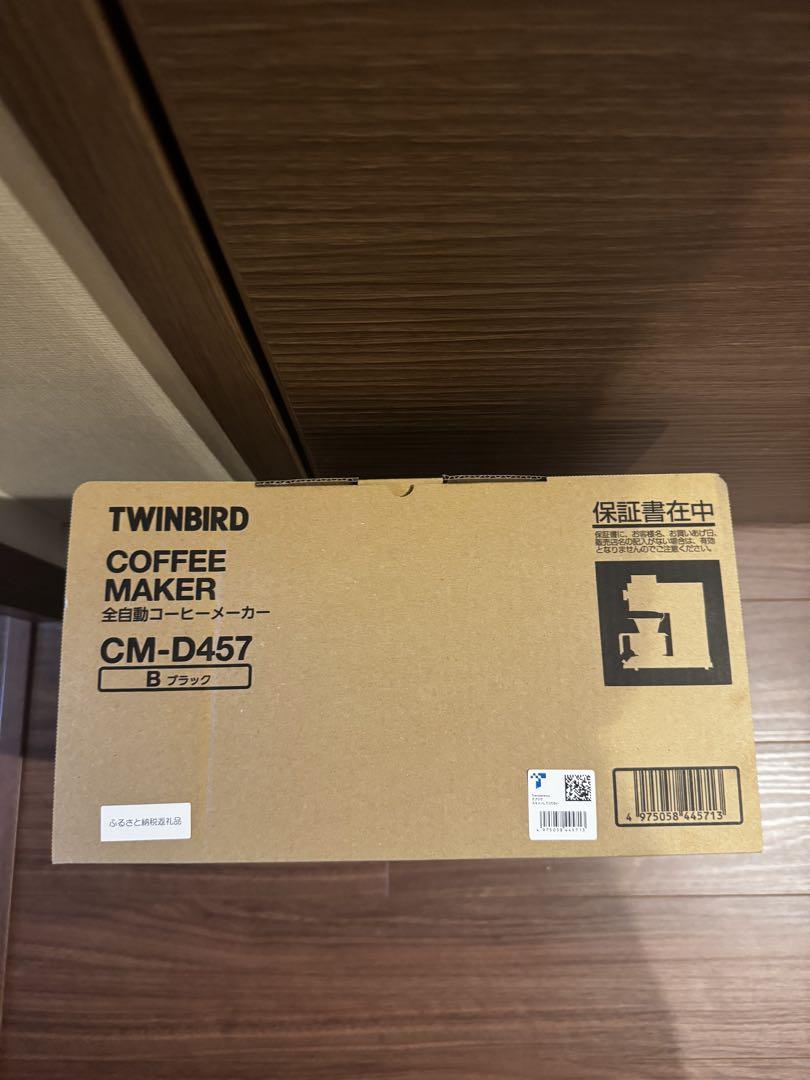 TWINBIRD
COFFEE
MAKER
全自動コーヒーメーカー
CM-D457
B ブラック
保証書在中
保証書に、お客様名、お買いあげ日、
販売店名の記入がない場合は、有効
となりませんのでご注意ください。
ふるさと納税返礼品
4 975058 445713
4 975058 445713